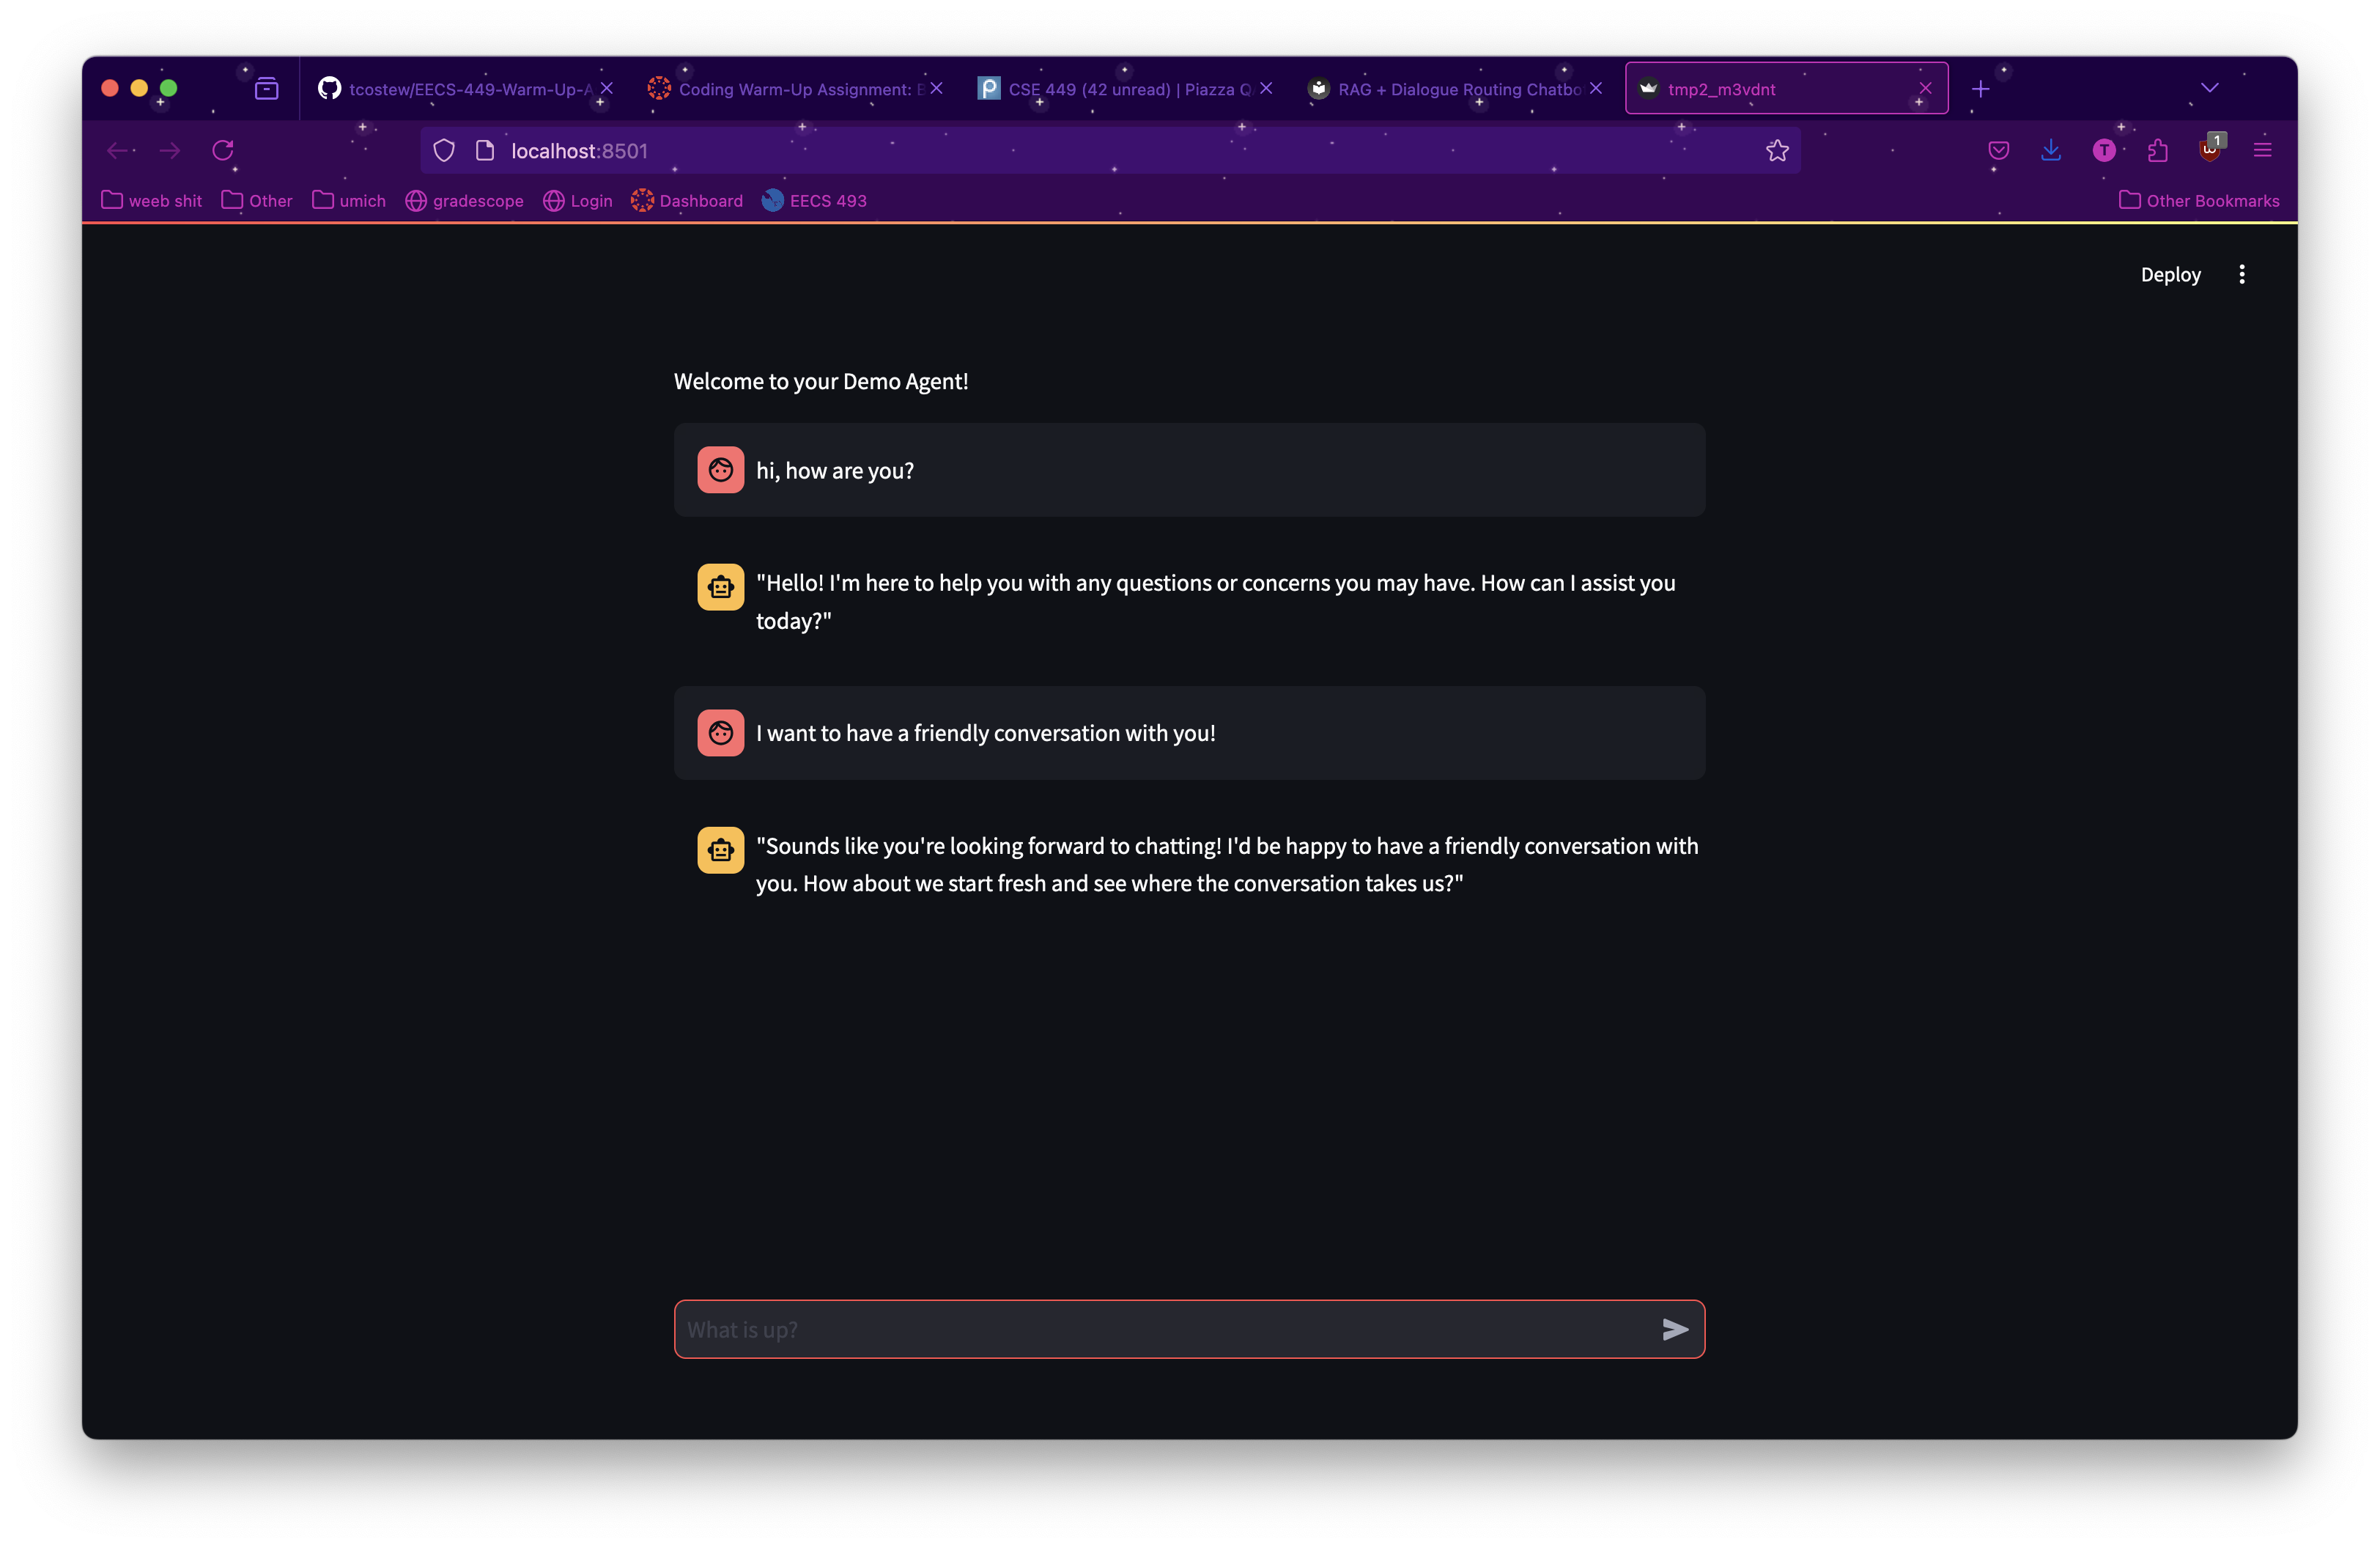 tcostew/EECS-449-Warm-Up-A
Coding Warm-Up Assignment: B
CSE 449 (42 unread) | Piazza Q
RAG + Dialogue Routing Chatbo
tmp2_m3vdnt
localhost:8501
1
T
weeb shit
Other
umich
gradescope
Login
Dashboard
EECS 493
Other Bookmarks
Deploy
Welcome to your Demo Agent!
hi, how are you?
"Hello! I'm here to help you with any questions or concerns you may have. How can I assist you
today?"
I want to have a friendly conversation with you!
"Sounds like you're looking forward to chatting! I'd be happy to have a friendly conversation with
you. How about we start fresh and see where the conversation takes us?"
What is up?